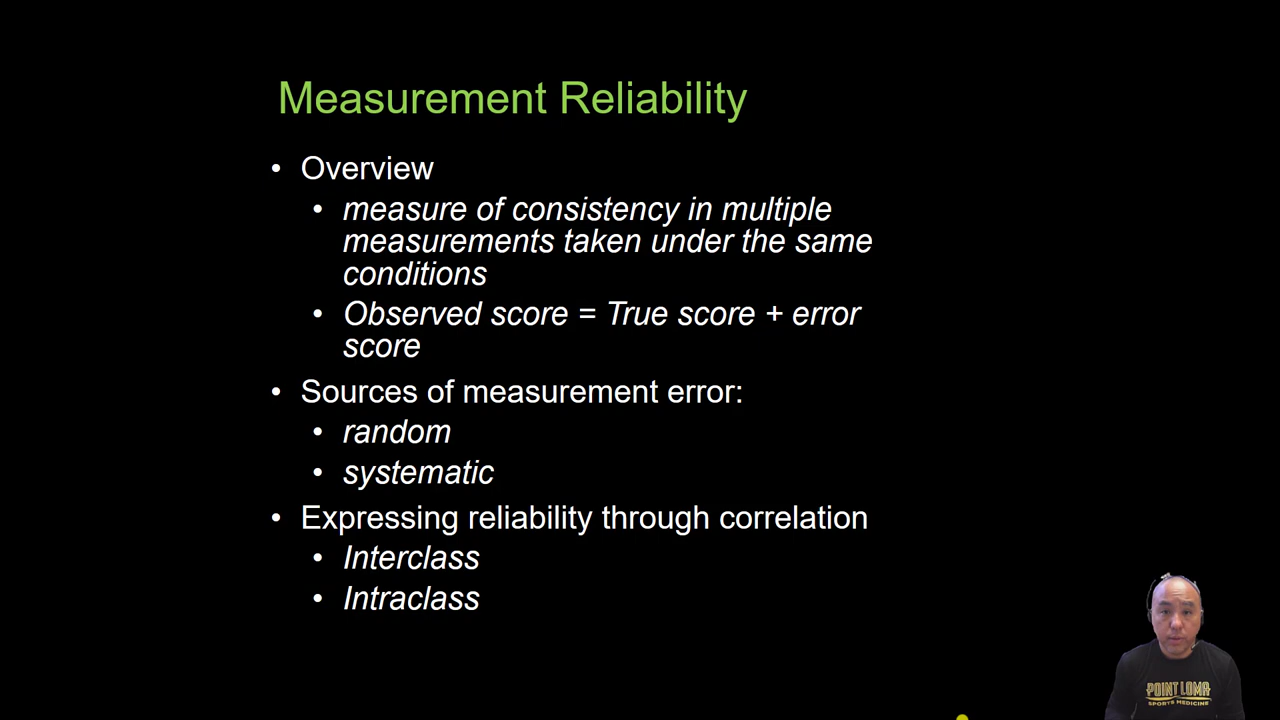 Measurement Reliability
• Overview
• measure of consistency in multiple
measurements taken under the same
conditions
• Observed score = True score + error
score
• Sources of measurement error:
• random
• systematic
• Expressing reliability through correlation
• Interclass
• Intraclass
POINT LOMA
SPORTS MEDICINE